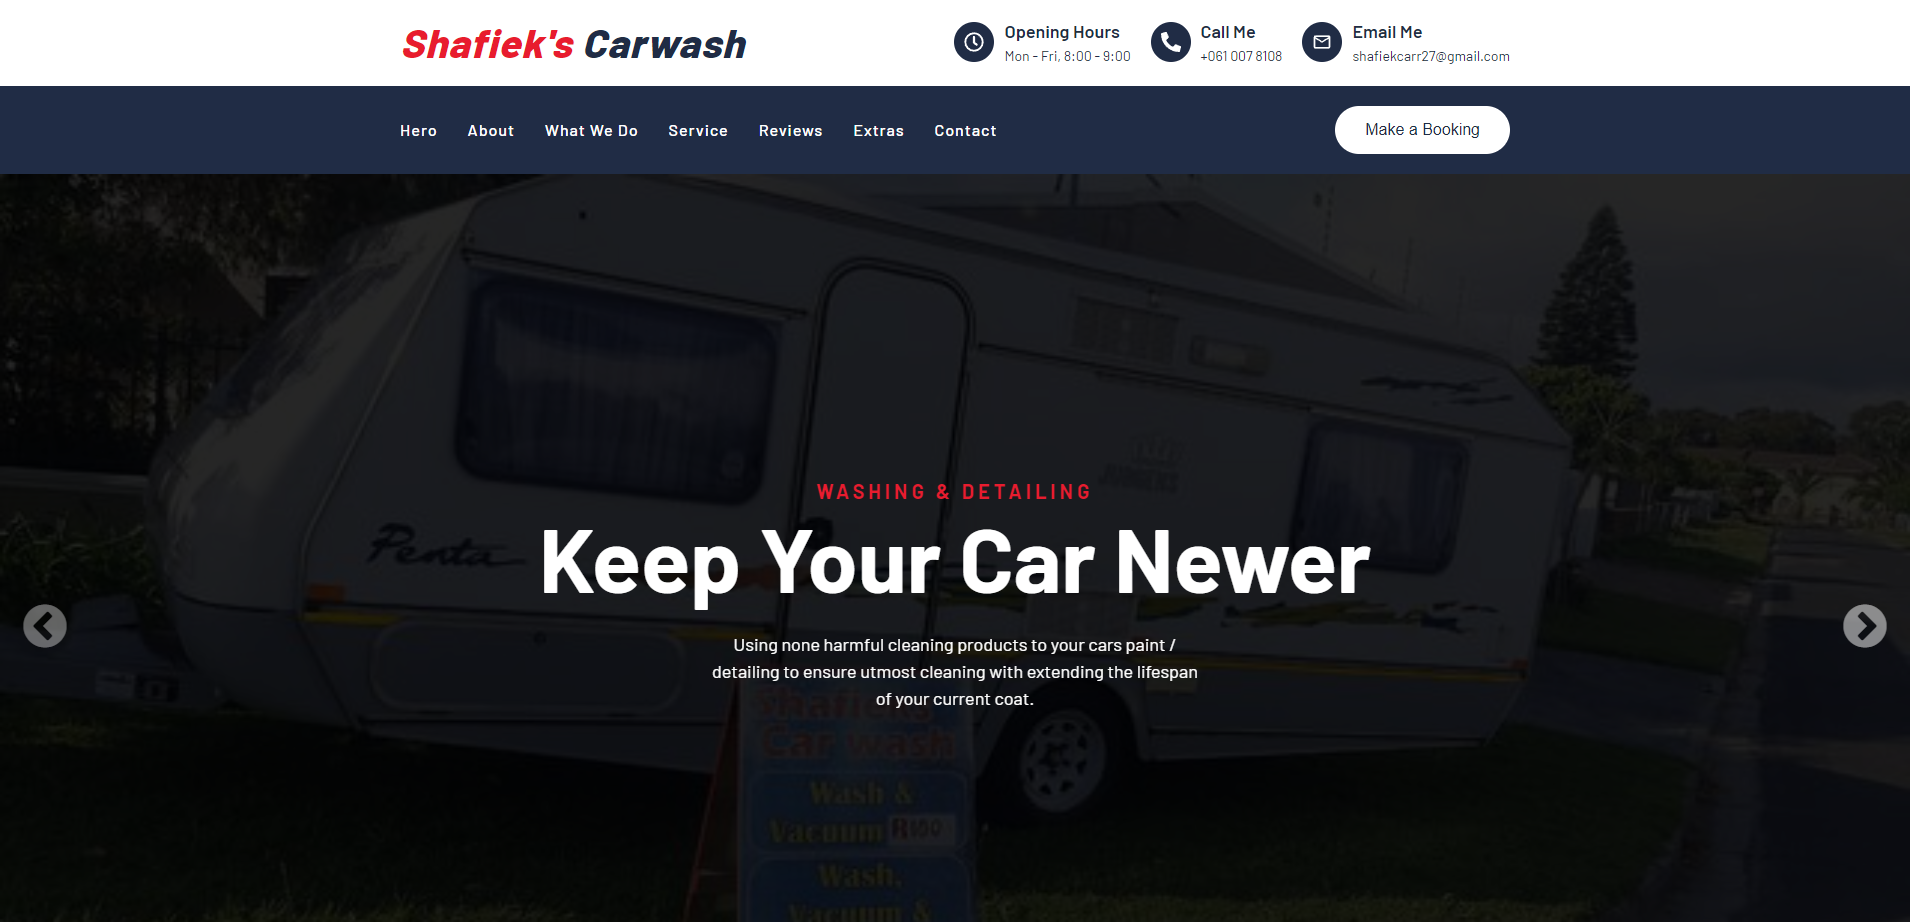 Shafiek's Carwash
Opening Hours
Mon - Fri, 8:00 - 9:00
Call Me
+061 007 8108
Email Me
shafiekcarr27@gmail.com
Hero About What We Do Service Reviews Extras Contact
Make a Booking
WASHING & DETAILING
Keep Your Car Newer
Penta
Using none harmful cleaning products to your cars paint /
detailing to ensure utmost cleaning with extending the lifespan
of your current coat.
Shafieks
Car wash
Wash &
Vacuum
Wash,
Vacuum &